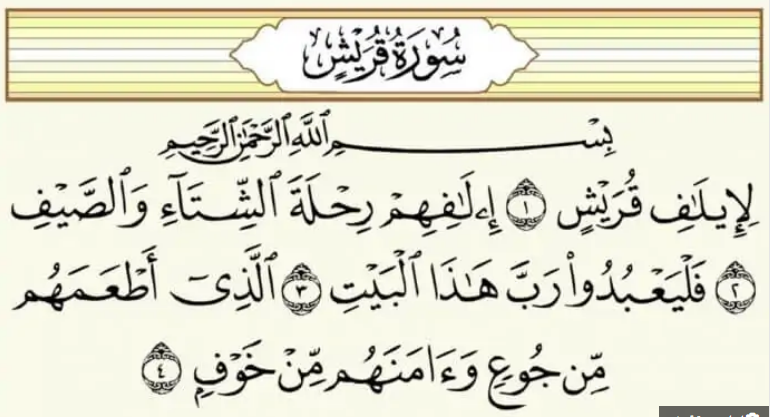 سُورَةُ قُرَيْشٍ
بِسْمِ ٱللَّهِ ٱلرَّحْمَٰنِ ٱلرَّحِيمِ
لِإِيلَٰفِ قُرَيْشٍ ١ إِۦلَٰفِهِمْ رِحْلَةَ ٱلشِّتَآءِ وَٱلصَّيْفِ
٢ فَلْيَعْبُدُوا۟ رَبَّ هَٰذَا ٱلْبَيْتِ ٣ ٱلَّذِىٓ أَطْعَمَهُم
مِّن جُوعٍ وَءَامَنَهُم مِّنْ خَوْفٍۭ ٤